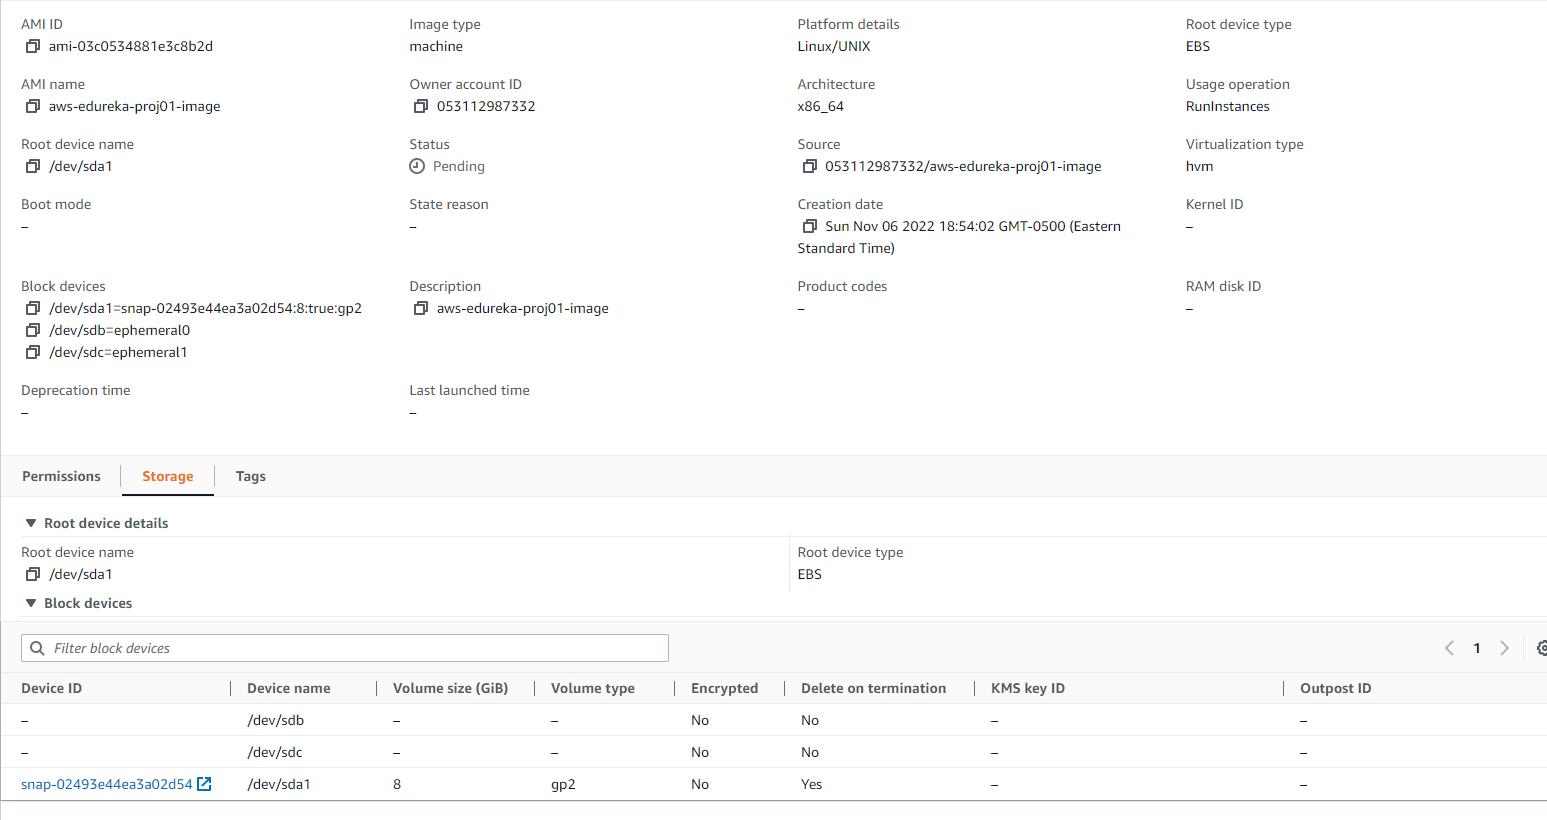 AMI ID
ami-03c0534881e3c8b2d
Image type
machine
Platform details
Linux/UNIX
Root device type
EBS
AMI name
aws-edureka-proj01-image
Owner account ID
053112987332
Architecture
x86_64
Usage operation
RunInstances
Root device name
/dev/sda1
Status
Pending
Source
053112987332/aws-edureka-proj01-image
Virtualization type
hvm
Boot mode
–
State reason
–
Creation date
Sun Nov 06 2022 18:54:02 GMT-0500 (Eastern
Standard Time)
Kernel ID
–
Block devices
/dev/sda1=snap-02493e44ea3a02d54:8:true:gp2
/dev/sdb=ephemeral0
/dev/sdc=ephemeral1
Description
aws-edureka-proj01-image
Product codes
–
RAM disk ID
–
Deprecation time
–
Last launched time
–
Permissions Storage Tags
Root device details
Root device name
/dev/sda1
Root device type
EBS
Block devices
Filter block devices
1
Device ID Device name Volume size (GiB) Volume type Encrypted Delete on termination KMS key ID Outpost ID
– /dev/sdb – – No No – –
– /dev/sdc – – No No – –
snap-02493e44ea3a02d54 /dev/sda1 8 gp2 No Yes – –